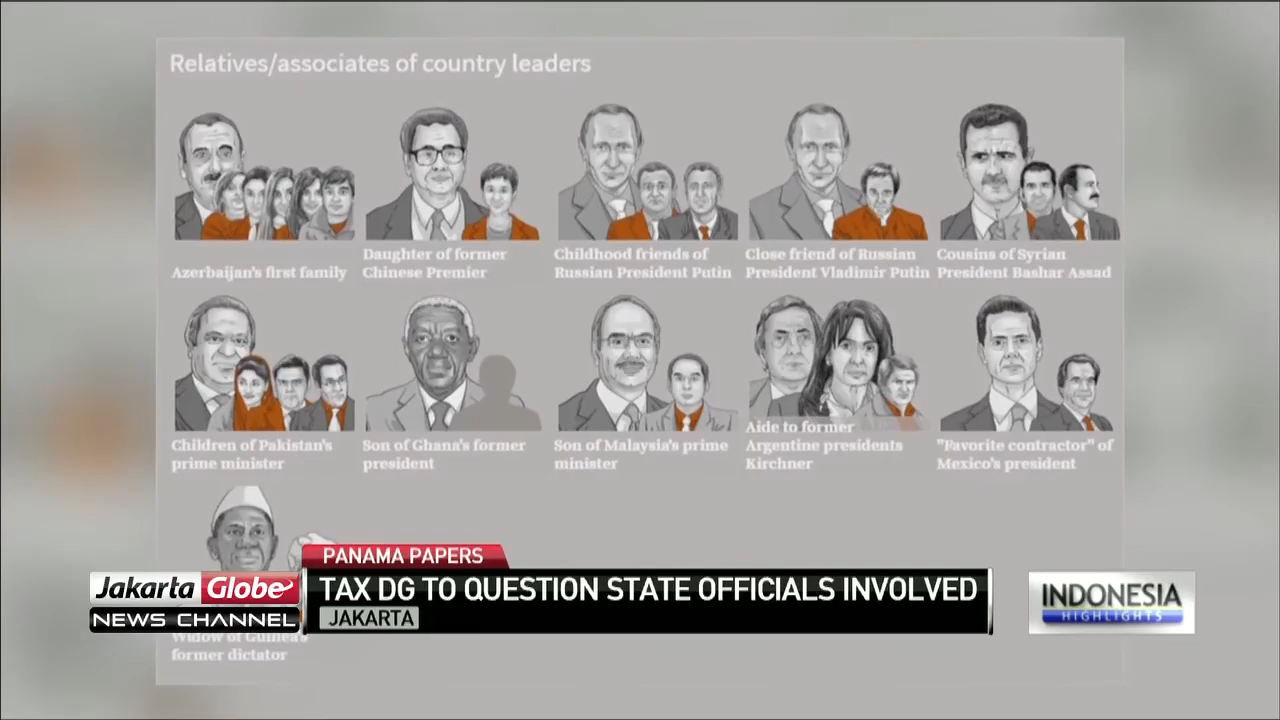 Relatives/associates of country leaders
Azerbaijan's first family
Daughter of former
Chinese Premier
Childhood friends of
Russian President Putin
Close friend of Russian
President Vladimir Putin
Cousins of Syrian
President Bashar Assad
Children of Pakistan's
prime minister
Son of Ghana's former
president
Son of Malaysia's prime
minister
Aide to former
Argentine presidents
Kirchner
"Favorite contractor" of
Mexico's president
Widow of Guinea's
former dictator
PANAMA PAPERS
TAX DG TO QUESTION STATE OFFICIALS INVOLVED
JAKARTA
Jakarta Globe
NEWS CHANNEL
INDONESIA
HIGHLIGHTS